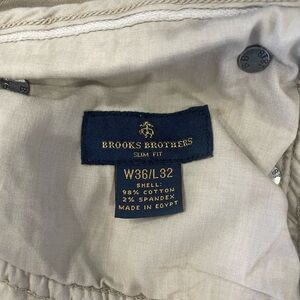 BROOKS BROTHERS
SLIM FIT
W36/L32
SHELL:
98% COTTON
2% SPANDEX
MADE IN EGYPT